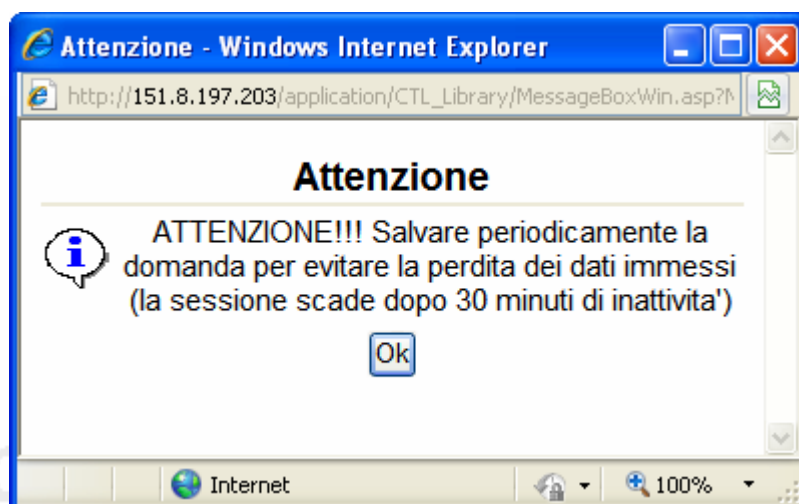 Attenzione - Windows Internet Explorer
http://151.8.197.203/application/CTL_Library/MessageBoxWin.asp?
Attenzione
ATTENZIONE!!! Salvare periodicamente la
domanda per evitare la perdita dei dati immessi
(la sessione scade dopo 30 minuti di inattivita')
Ok
Internet
100%